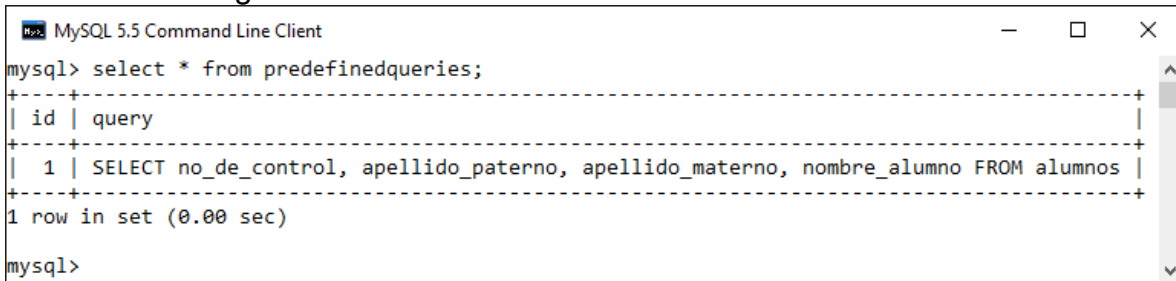 MySQL 5.5 Command Line Client
mysql> select * from predefinedqueries;
+----+--------------------------------------------------------------------------------------+
| id | query                                                                                |
+----+--------------------------------------------------------------------------------------+
|  1 | SELECT no_de_control, apellido_paterno, apellido_materno, nombre_alumno FROM alumnos |
+----+--------------------------------------------------------------------------------------+
1 row in set (0.00 sec)
mysql>